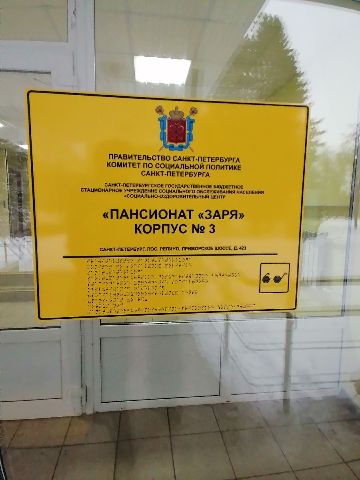 ПРАВИТЕЛЬСТВО САНКТ-ПЕТЕРБУРГА
КОМИТЕТ ПО СОЦИАЛЬНОЙ ПОЛИТИКЕ
САНКТ-ПЕТЕРБУРГА
САНКТ-ПЕТЕРБУРГСКОЕ ГОСУДАРСТВЕННОЕ БЮДЖЕТНОЕ
СТАЦИОНАРНОЕ УЧРЕЖДЕНИЕ СОЦИАЛЬНОГО ОБСЛУЖИВАНИЯ НАСЕЛЕНИЯ
«СОЦИАЛЬНО-ОЗДОРОВИТЕЛЬНЫЙ ЦЕНТР
«ПАНСИОНАТ «ЗАРЯ»
КОРПУС № 3
САНКТ-ПЕТЕРБУРГ, ПОС. РЕПИНО, ПРИМОРСКОЕ ШОССЕ, Д. 423